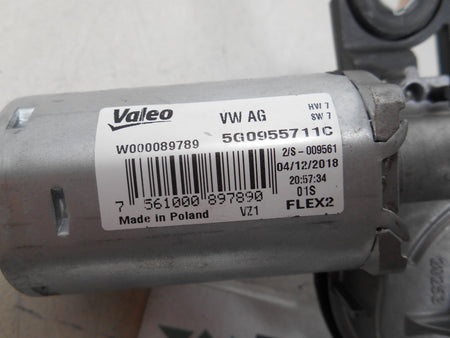 Valeo VW AG HW 7
SW 7
W000089789 5G0955711C
2/S -009561
04/12/2018
20:57:34
01S
7 561000 897890
Made in Poland VZ1 FLEX2